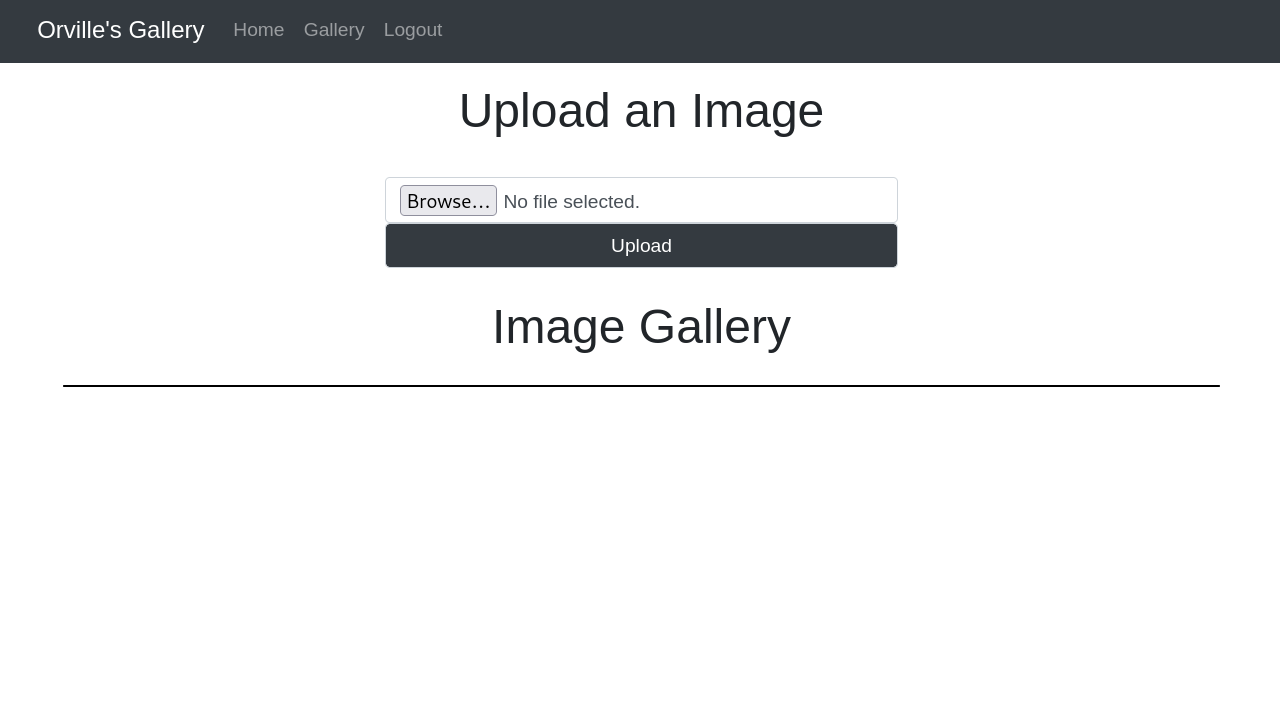 Orville's Gallery Home Gallery Logout
Upload an Image
Browse... No file selected.
Upload
Image Gallery